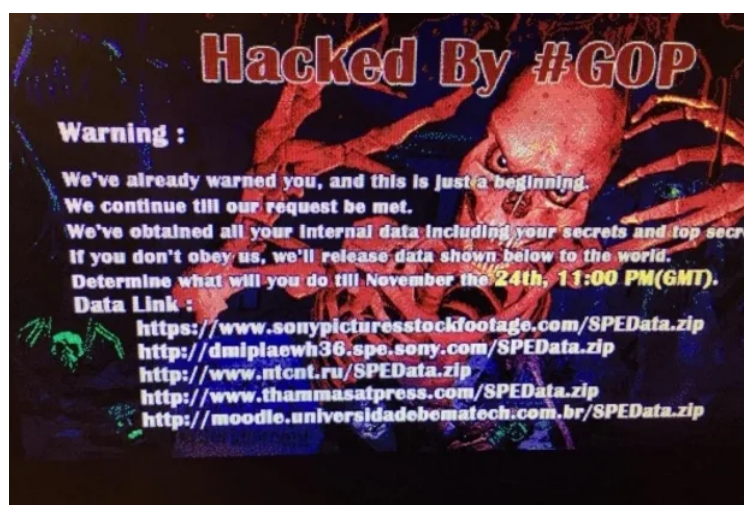 Hacked By #GOP
Warning :
We've already warned you, and this is just a beginning.
We continue till our request be met.
We've obtained all your internal data including your secrets and top secr
If you don't obey us, we'll release data shown below to the world.
Determine what will you do till November the 24th, 11:00 PM(GMT).
Data Link :
https://www.sonypicturesstockfootage.com/SPEData.zip
http://dmiplaewh36.spe.sony.com/SPEData.zip
http://www.ntcnt.ru/SPEData.zip
http://www.thammasatpress.com/SPEData.zip
http://moodle.universidadebematech.com.br/SPEData.zip